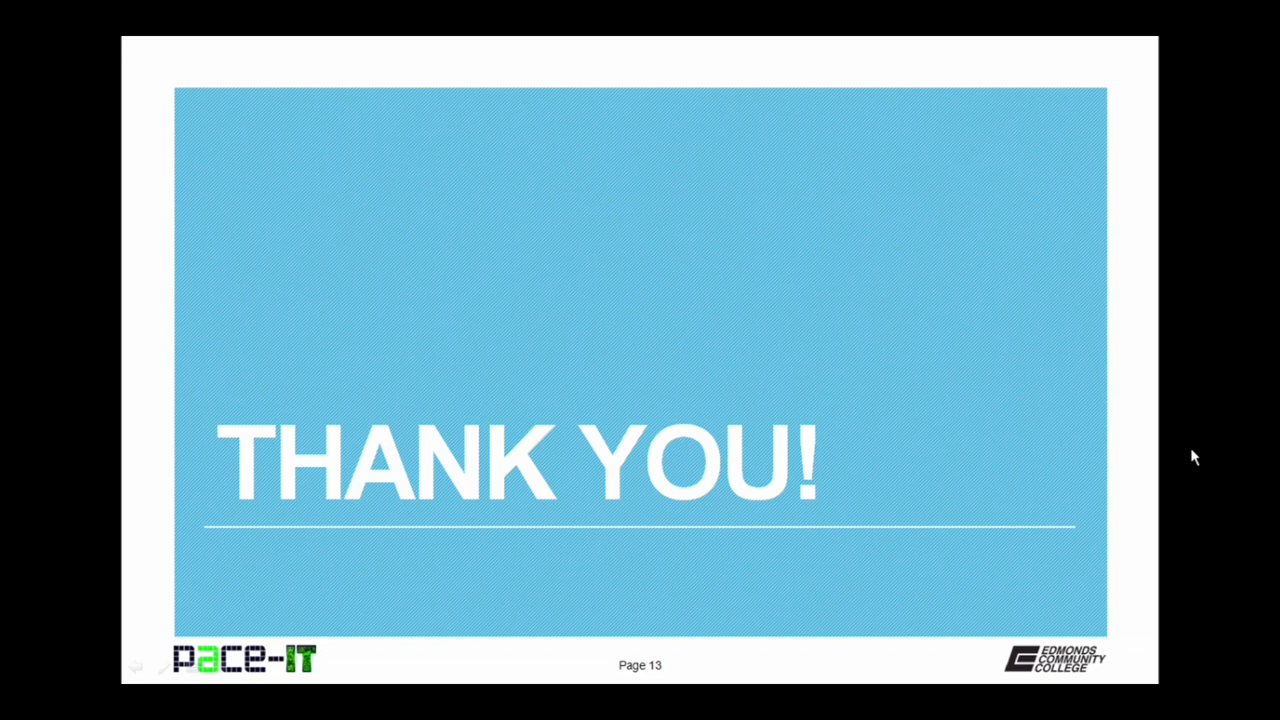 THANK YOU!
pace-IT
Page 13
EDMONDS
COMMUNITY
COLLEGE